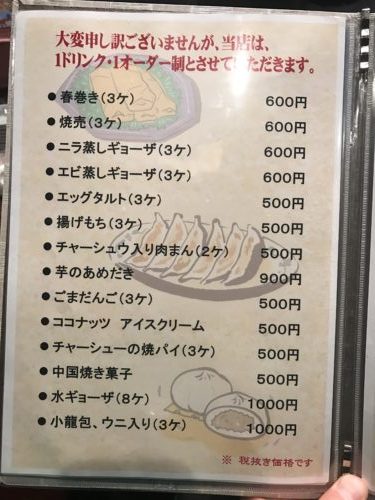 大変申し訳ございませんが、当店は、
1ドリンク・1オーダー制とさせていただきます。
● 春巻き(3ケ) 600円
● 焼売(3ケ) 600円
● ニラ蒸しギョーザ(3ケ) 600円
● エビ蒸しギョーザ(3ケ) 600円
● エッグタルト(3ケ) 500円
● 揚げもち(3ケ) 500円
● チャーシュウ入り肉まん(2ケ) 500円
● 芋のあめだき 900円
● ごまだんご(3ケ) 500円
● ココナッツ アイスクリーム 500円
● チャーシューの焼パイ(3ケ) 500円
● 中国焼き菓子 500円
● 水ギョーザ(8ケ) 1000円
● 小龍包、ウニ入り(3ケ) 1000円
※ 税抜き価格です